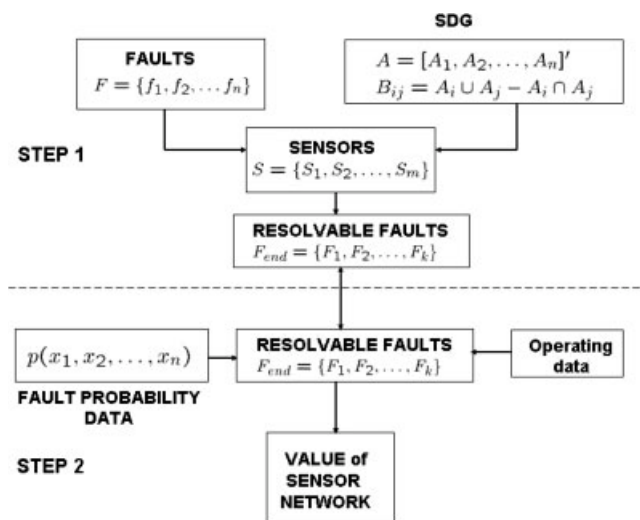 SDG
FAULTS
F = {f₁, f₂, . . . fₙ}
A = [A₁, A₂, . . . , Aₙ]′
Bᵢⱼ = Aᵢ ∪ Aⱼ − Aᵢ ∩ Aⱼ
STEP 1
SENSORS
S = {S₁, S₂, . . . , Sₘ}
RESOLVABLE FAULTS
F_end = {F₁, F₂, . . . , Fₖ}
p(x₁, x₂, . . . , xₙ)
RESOLVABLE FAULTS
F_end = {F₁, F₂, . . . , Fₖ}
Operating
data
FAULT PROBABILITY
DATA
STEP 2
VALUE of
SENSOR
NETWORK